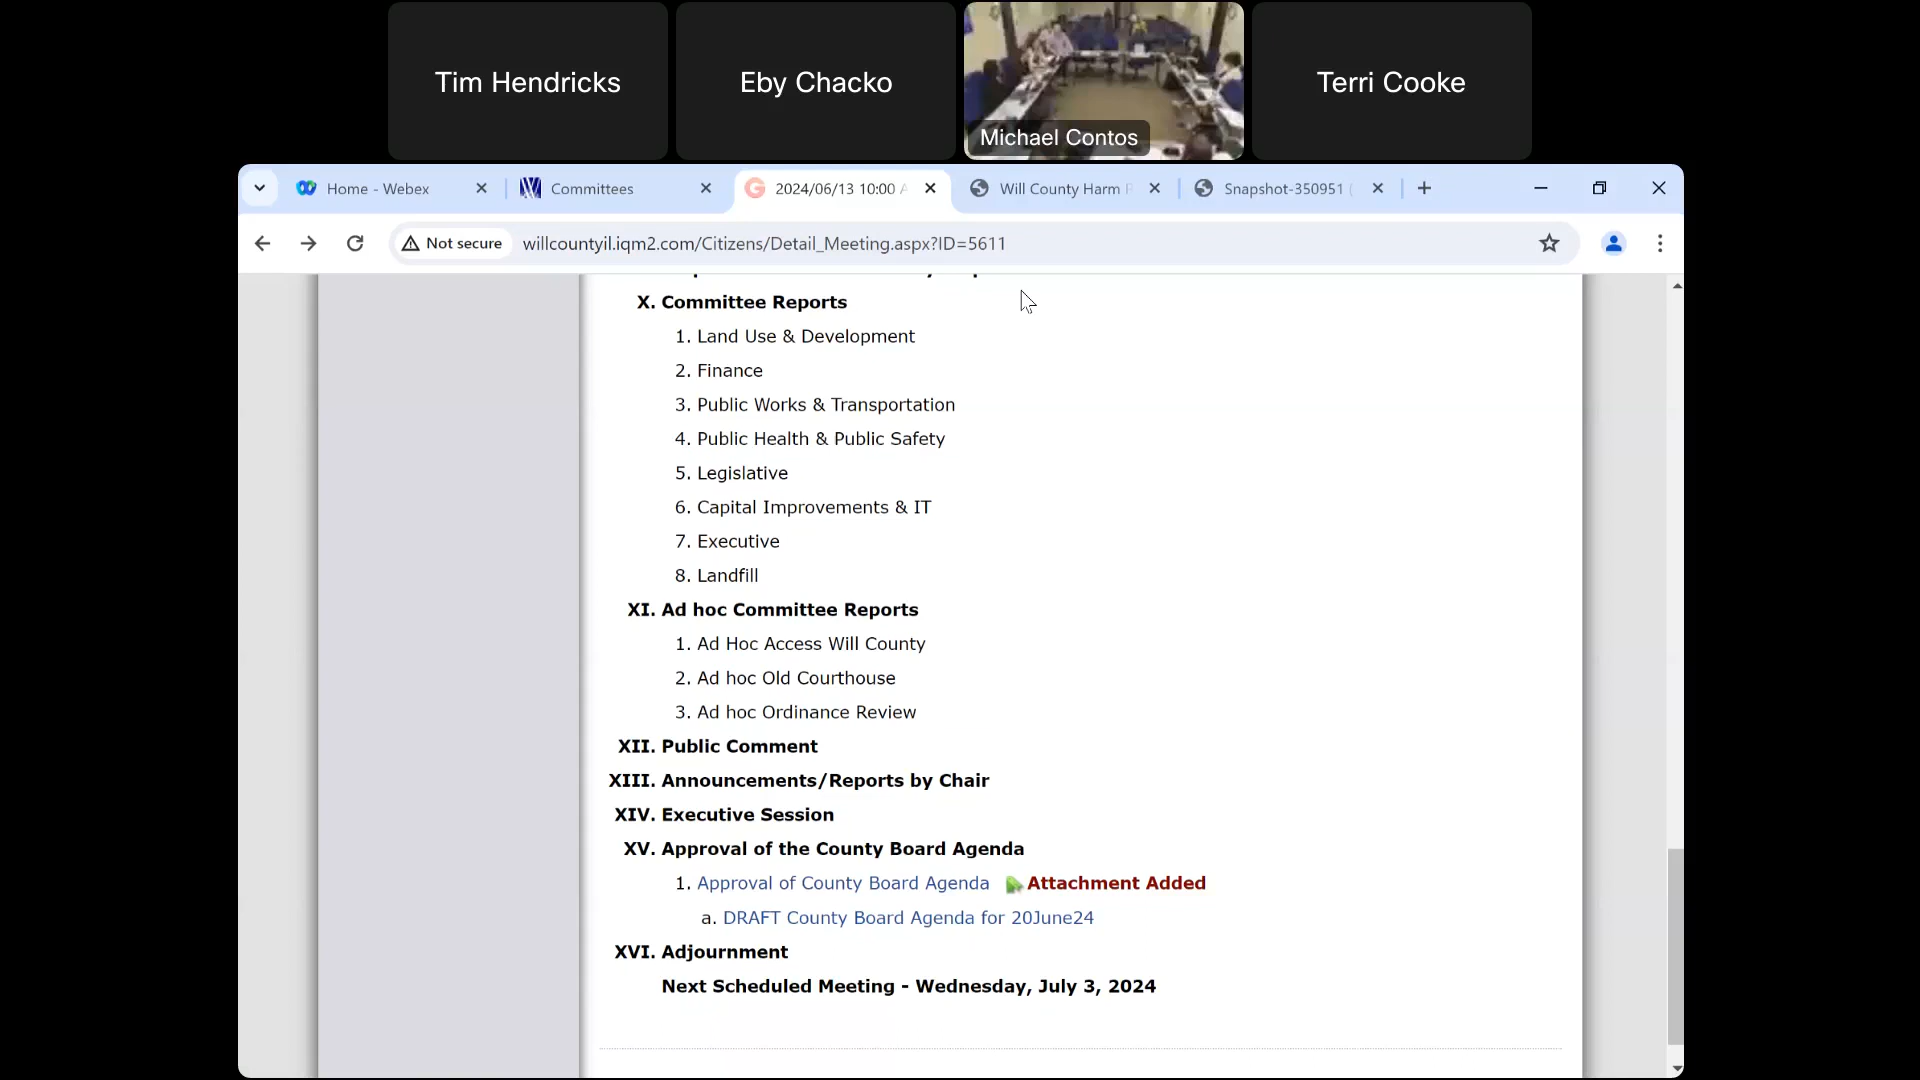 Tim Hendricks
Eby Chacko
Michael Contos
Terri Cooke
Home - Webex
Committees
2024/06/13 10:00 A
Will County Harm R
Snapshot-350951 (
Not secure
willcountyil.iqm2.com/Citizens/Detail_Meeting.aspx?ID=5611
X. Committee Reports
1. Land Use & Development
2. Finance
3. Public Works & Transportation
4. Public Health & Public Safety
5. Legislative
6. Capital Improvements & IT
7. Executive
8. Landfill
XI. Ad hoc Committee Reports
1. Ad Hoc Access Will County
2. Ad hoc Old Courthouse
3. Ad hoc Ordinance Review
XII. Public Comment
XIII. Announcements/Reports by Chair
XIV. Executive Session
XV. Approval of the County Board Agenda
1. Approval of County Board Agenda Attachment Added
a. DRAFT County Board Agenda for 20June24
XVI. Adjournment
Next Scheduled Meeting - Wednesday, July 3, 2024